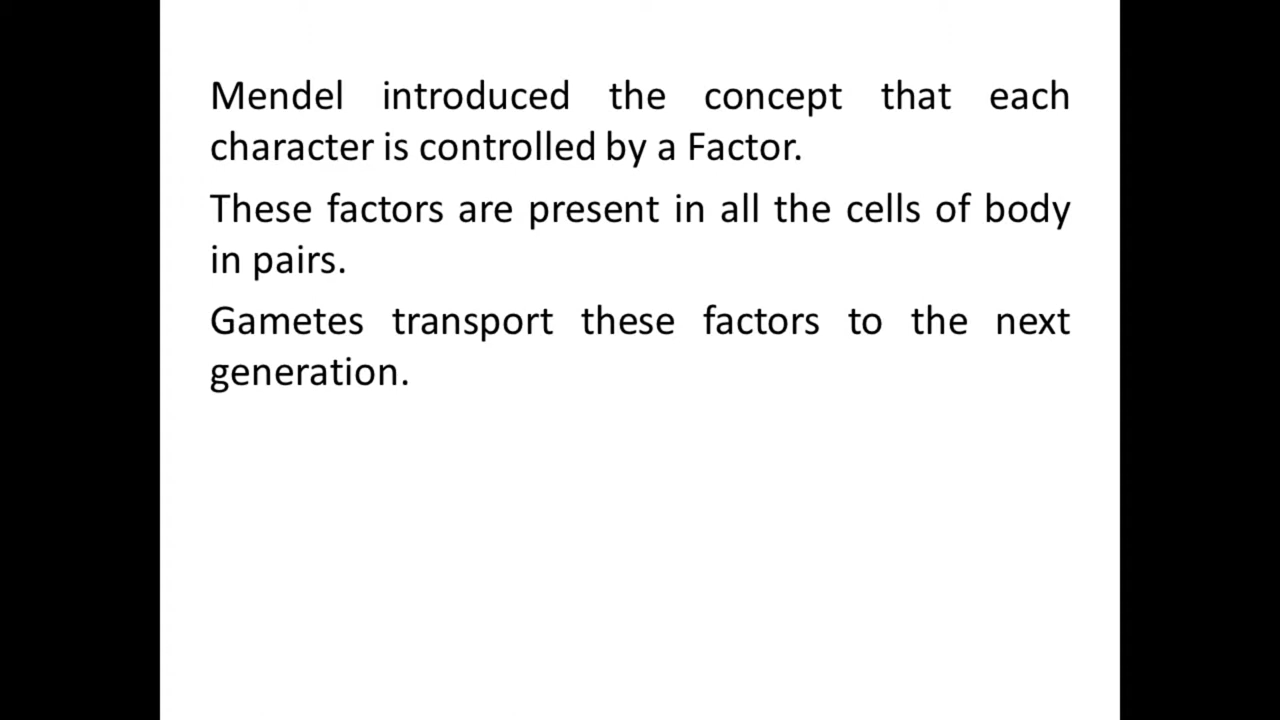 Mendel introduced the concept that each
character is controlled by a Factor.
These factors are present in all the cells of body
in pairs.
Gametes transport these factors to the next
generation.